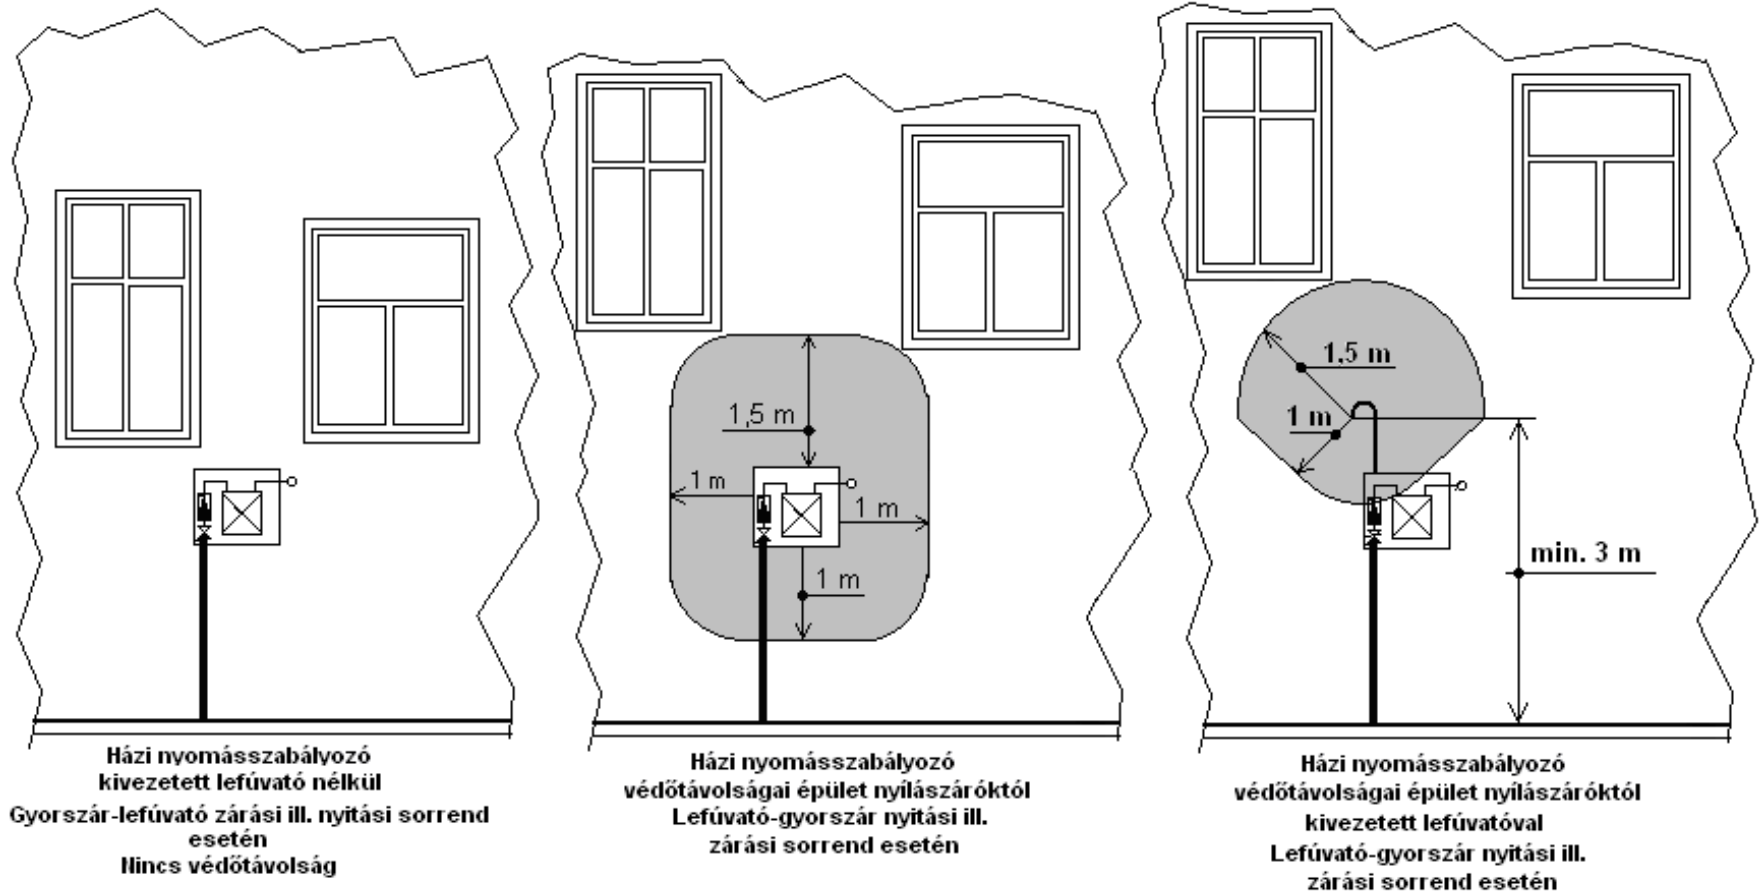 1,5 m
1 m
1 m
1 m
1,5 m
1 m
min. 3 m
Házi nyomásszabályozó
kivezetett lefúvató nélkül
Gyorszár-lefúvató zárási ill. nyitási sorrend
esetén
Nincs védőtávolság
Házi nyomásszabályozó
védőtávolságai épület nyílászáróktól
Lefúvató-gyorszár nyitási ill.
zárási sorrend esetén
Házi nyomásszabályozó
védőtávolságai épület nyílászáróktól
kivezetett lefúvatóval
Lefúvató-gyorszár nyitási ill.
zárási sorrend esetén